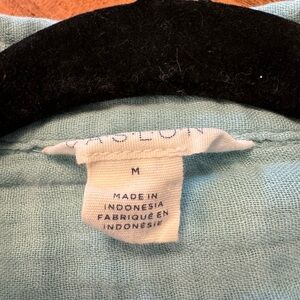 CASLON
M
MADE IN
INDONESIA
FABRIQUÉ EN
INDONÉSIE